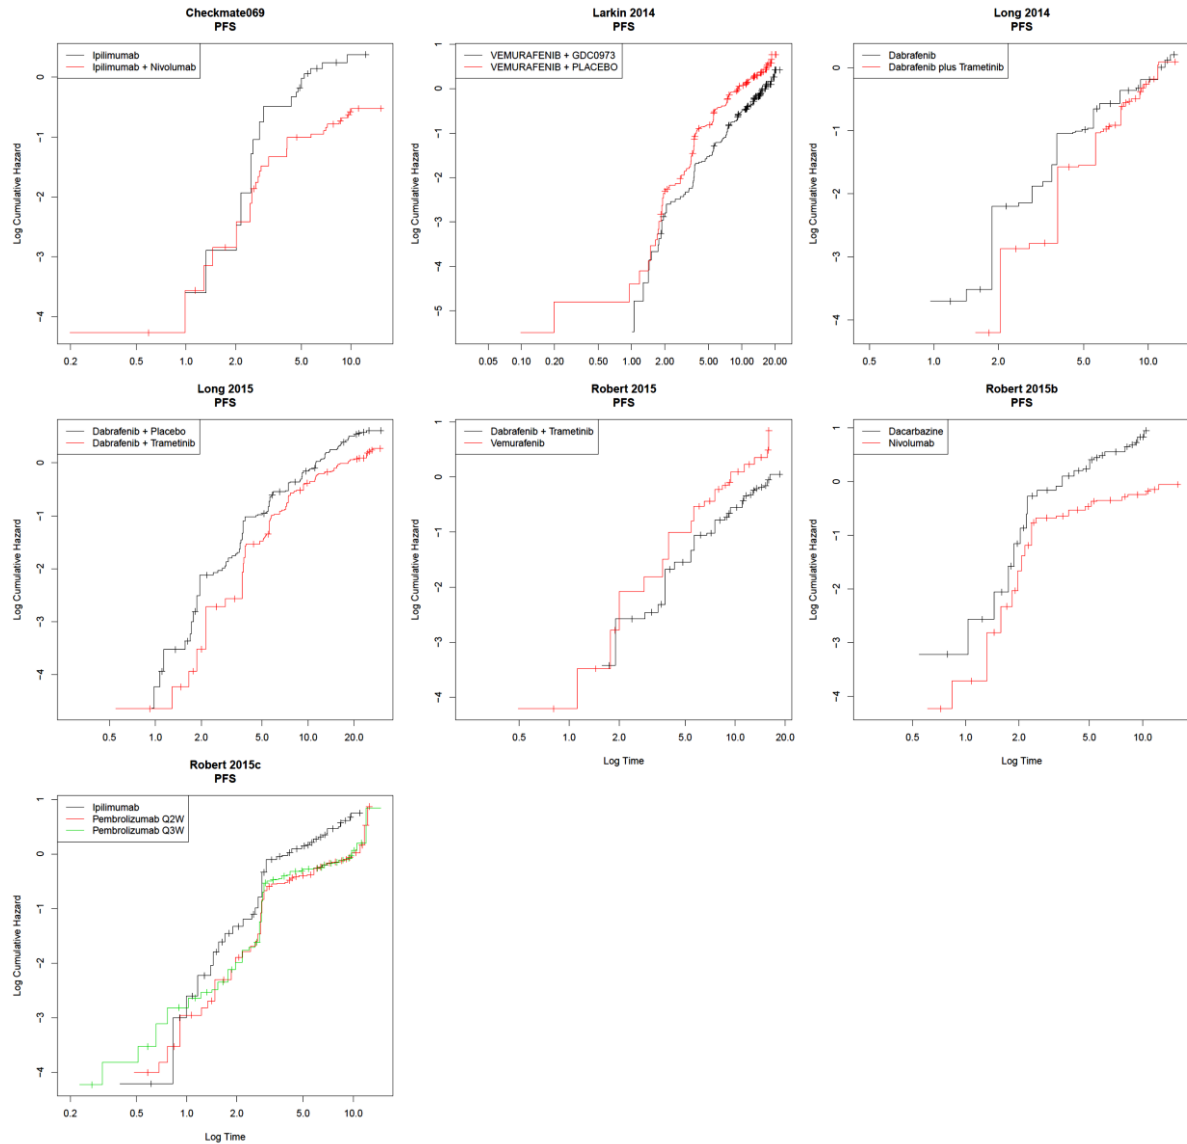 Checkmate069
PFS
Ipilimumab
Ipilimumab + Nivolumab
Log Cumulative Hazard
0
−1
−2
−3
−4
0.2 0.5 1.0 2.0 5.0 10.0
Larkin 2014
PFS
VEMURAFENIB + GDC0973
VEMURAFENIB + PLACEBO
Log Cumulative Hazard
1
0
−1
−2
−3
−4
−5
0.05 0.10 0.20 0.50 1.00 2.00 5.00 10.00 20.00
Long 2014
PFS
Dabrafenib
Dabrafenib plus Trametinib
Log Cumulative Hazard
0
−1
−2
−3
−4
0.5 1.0 2.0 5.0 10.0
Long 2015
PFS
Dabrafenib + Placebo
Dabrafenib + Trametinib
Log Cumulative Hazard
0
−1
−2
−3
−4
0.5 1.0 2.0 5.0 10.0 20.0
Robert 2015
PFS
Dabrafenib + Trametinib
Vemurafenib
Log Cumulative Hazard
1
0
−1
−2
−3
−4
0.5 1.0 2.0 5.0 10.0 20.0
Log Time
Robert 2015b
PFS
Dacarbazine
Nivolumab
Log Cumulative Hazard
1
0
−1
−2
−3
−4
0.5 1.0 2.0 5.0 10.0
Log Time
Robert 2015c
PFS
Ipilimumab
Pembrolizumab Q2W
Pembrolizumab Q3W
Log Cumulative Hazard
1
0
−1
−2
−3
−4
0.2 0.5 1.0 2.0 5.0 10.0
Log Time